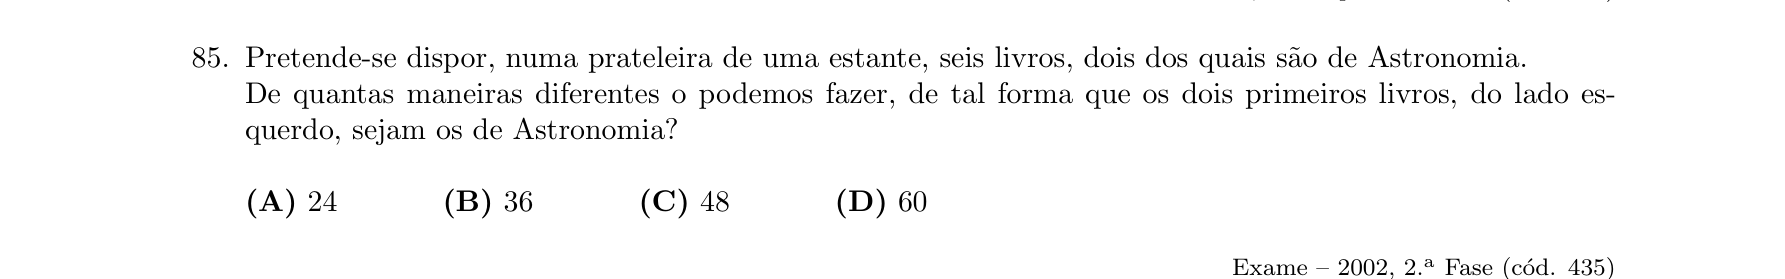 85. Pretende-se dispor, numa prateleira de uma estante, seis livros, dois dos quais são de Astronomia.
De quantas maneiras diferentes o podemos fazer, de tal forma que os dois primeiros livros, do lado es-
querdo, sejam os de Astronomia?
(A) 24 (B) 36 (C) 48 (D) 60
Exame – 2002, 2.ª Fase (cód. 435)